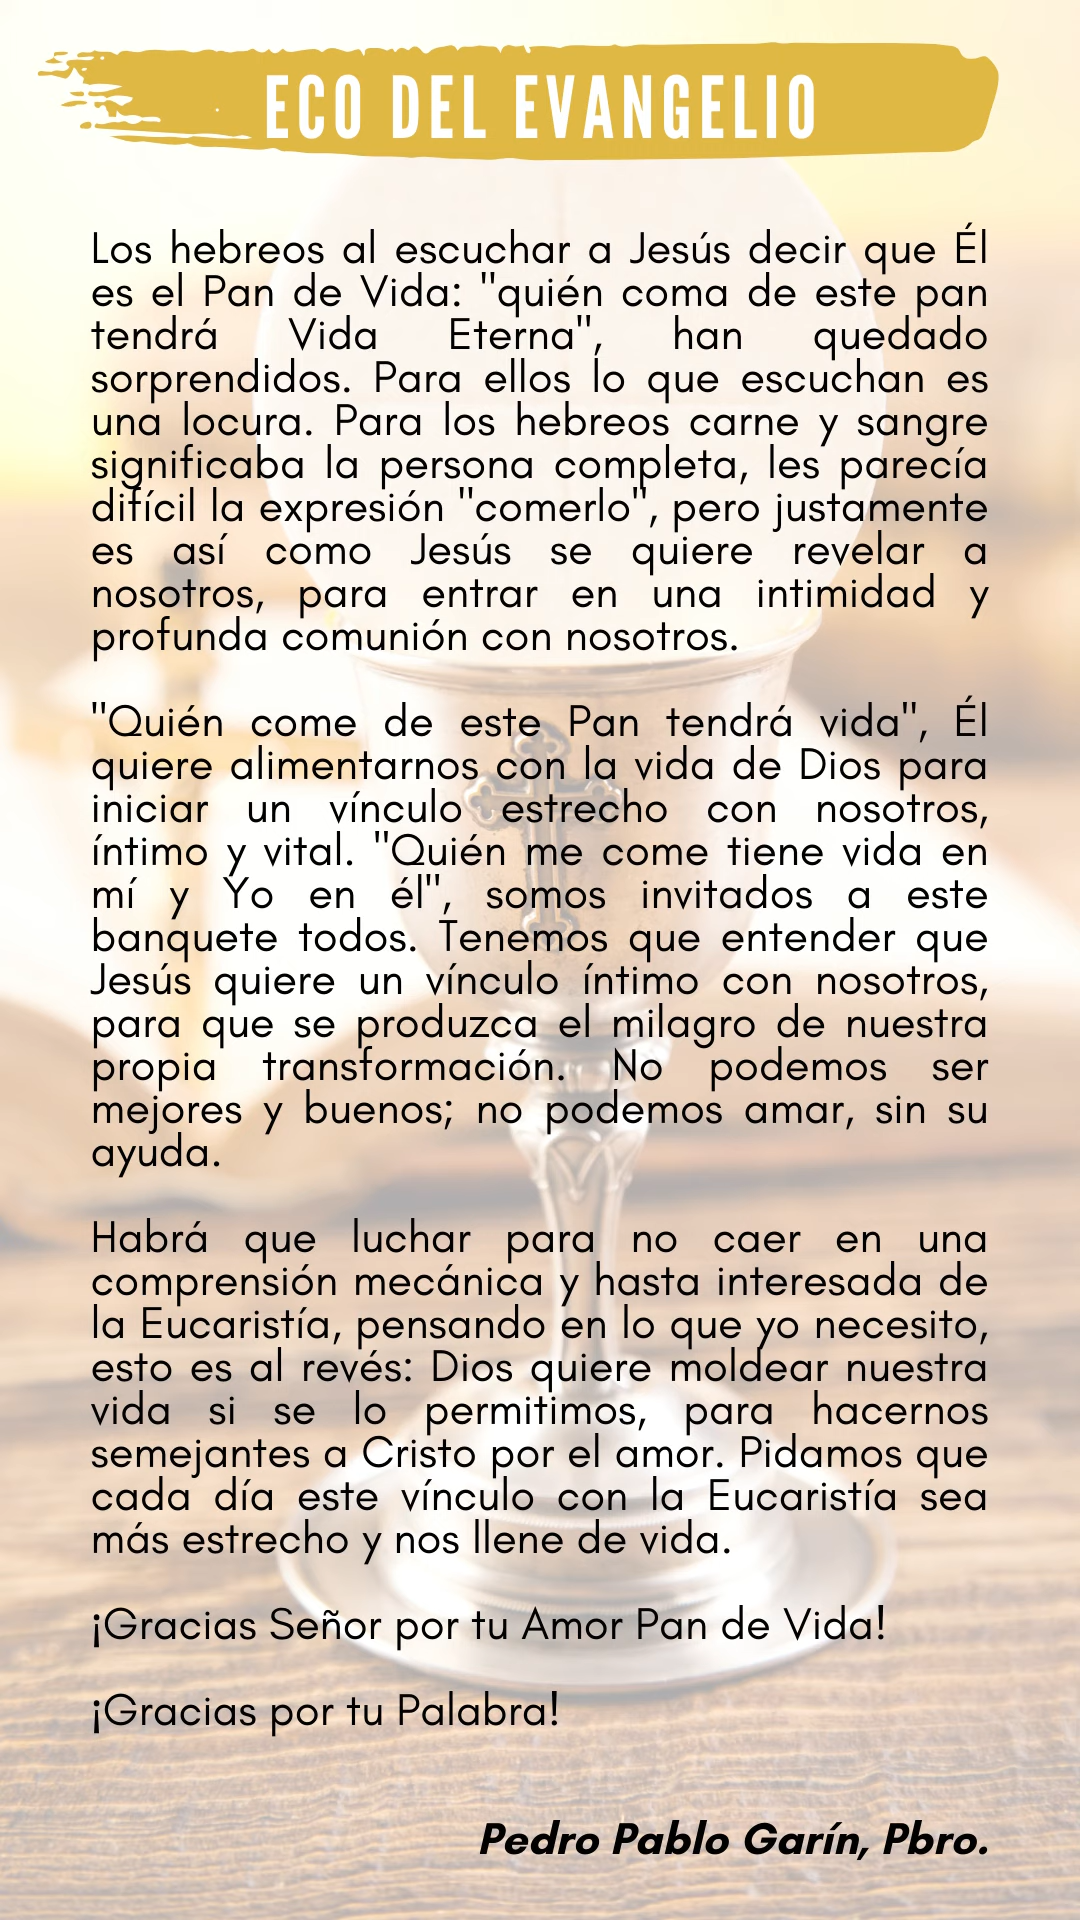 ECO DEL EVANGELIO
Los hebreos al escuchar a Jesús decir que Él
es el Pan de Vida: "quién coma de este pan
tendrá Vida Eterna", han quedado
sorprendidos. Para ellos lo que escuchan es
una locura. Para los hebreos carne y sangre
significaba la persona completa, les parecía
difícil la expresión "comerlo", pero justamente
es así como Jesús se quiere revelar a
nosotros, para entrar en una intimidad y
profunda comunión con nosotros.
"Quién come de este Pan tendrá vida", Él
quiere alimentarnos con la vida de Dios para
iniciar un vínculo estrecho con nosotros,
íntimo y vital. "Quién me come tiene vida en
mí y Yo en él", somos invitados a este
banquete todos. Tenemos que entender que
Jesús quiere un vínculo íntimo con nosotros,
para que se produzca el milagro de nuestra
propia transformación. No podemos ser
mejores y buenos; no podemos amar, sin su
ayuda.
Habrá que luchar para no caer en una
comprensión mecánica y hasta interesada de
la Eucaristía, pensando en lo que yo necesito,
esto es al revés: Dios quiere moldear nuestra
vida si se lo permitimos, para hacernos
semejantes a Cristo por el amor. Pidamos que
cada día este vínculo con la Eucaristía sea
más estrecho y nos llene de vida.
¡Gracias Señor por tu Amor Pan de Vida!
¡Gracias por tu Palabra!
Pedro Pablo Garín, Pbro.